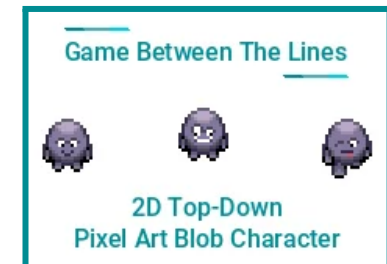 Game Between The Lines
2D Top-Down
Pixel Art Blob Character